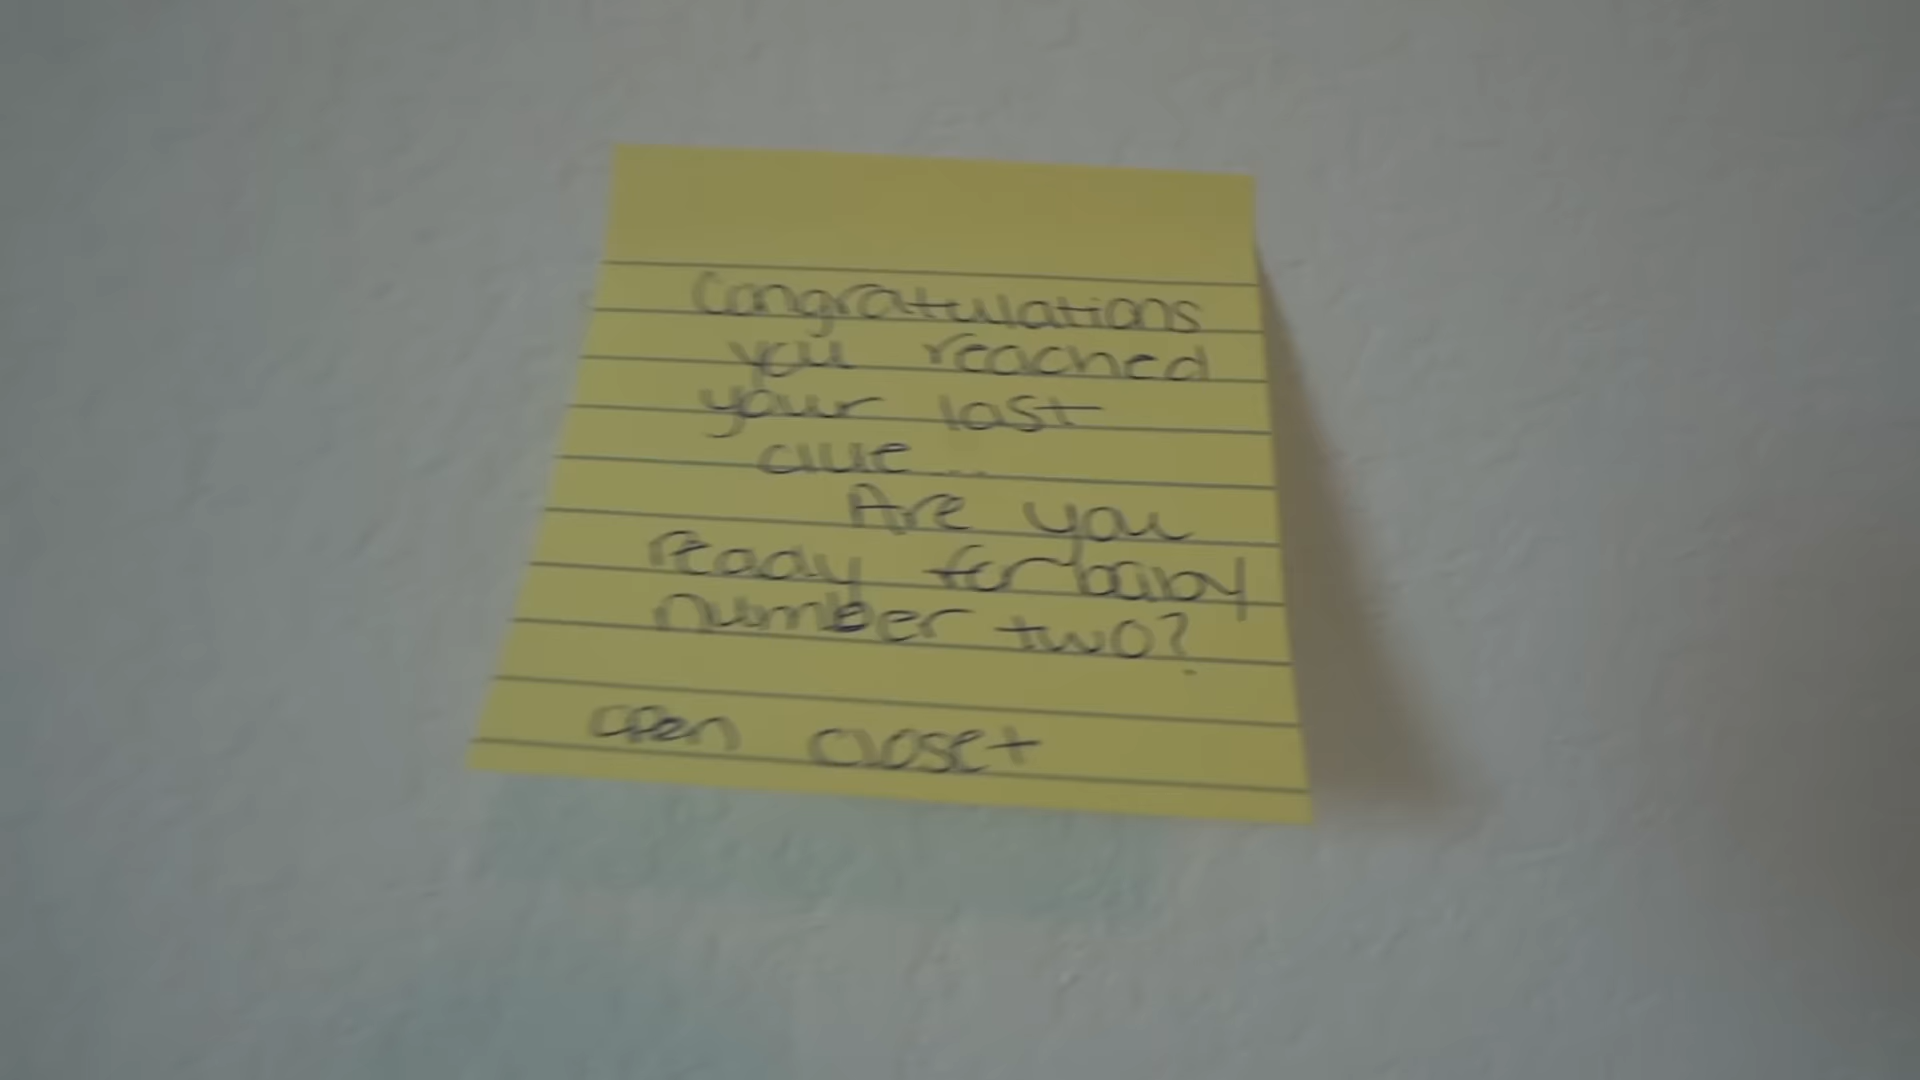 Congratulations
you reached
your last
clue...
Are you
ready for baby
number two?
open closet